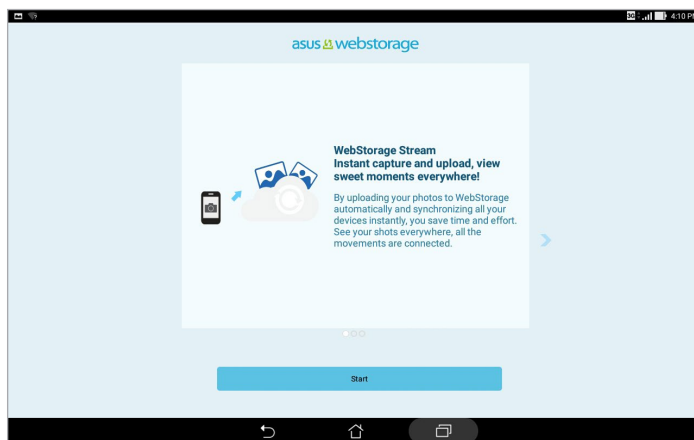 3G 4:10 PM
asus webstorage
WebStorage Stream
Instant capture and upload, view
sweet moments everywhere!
By uploading your photos to WebStorage
automatically and synchronizing all your
devices instantly, you save time and effort.
See your shots everywhere, all the
movements are connected.
Start